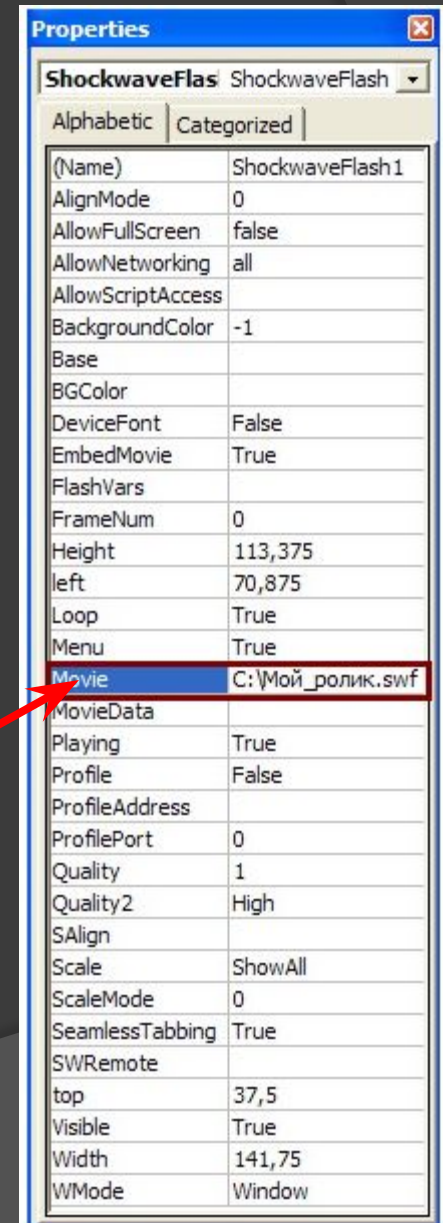 Properties
ShockwaveFlas ShockwaveFlash
Alphabetic Categorized
(Name) ShockwaveFlash1
AlignMode 0
AllowFullScreen false
AllowNetworking all
AllowScriptAccess
BackgroundColor -1
Base
BGColor
DeviceFont False
EmbedMovie True
FlashVars
FrameNum 0
Height 113,375
left 70,875
Loop True
Menu True
Movie C:\Мой_ролик.swf
MovieData
Playing True
Profile False
ProfileAddress
ProfilePort 0
Quality 1
Quality2 High
SAlign
Scale ShowAll
ScaleMode 0
SeamlessTabbing True
SWRemote
top 37,5
Visible True
Width 141,75
WMode Window